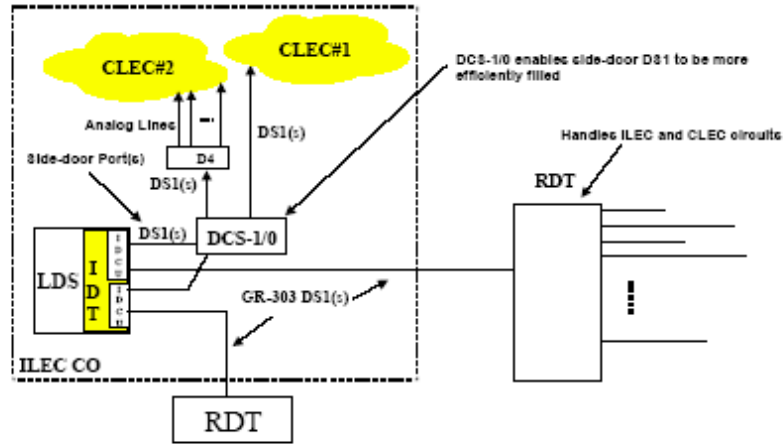 CLEC#1
CLEC#2
DCS-1/0 enables side-door DS1 to be more
efficiently filled
Analog Lines
DS1(s)
Handles ILEC and CLEC circuits
Side-door Port(s)
D4
RDT
DS1(s)
DS1(s)
DCS-1/0
LDS
IDT
IDCU
IDCU
GR-303 DS1(s)
ILEC CO
RDT